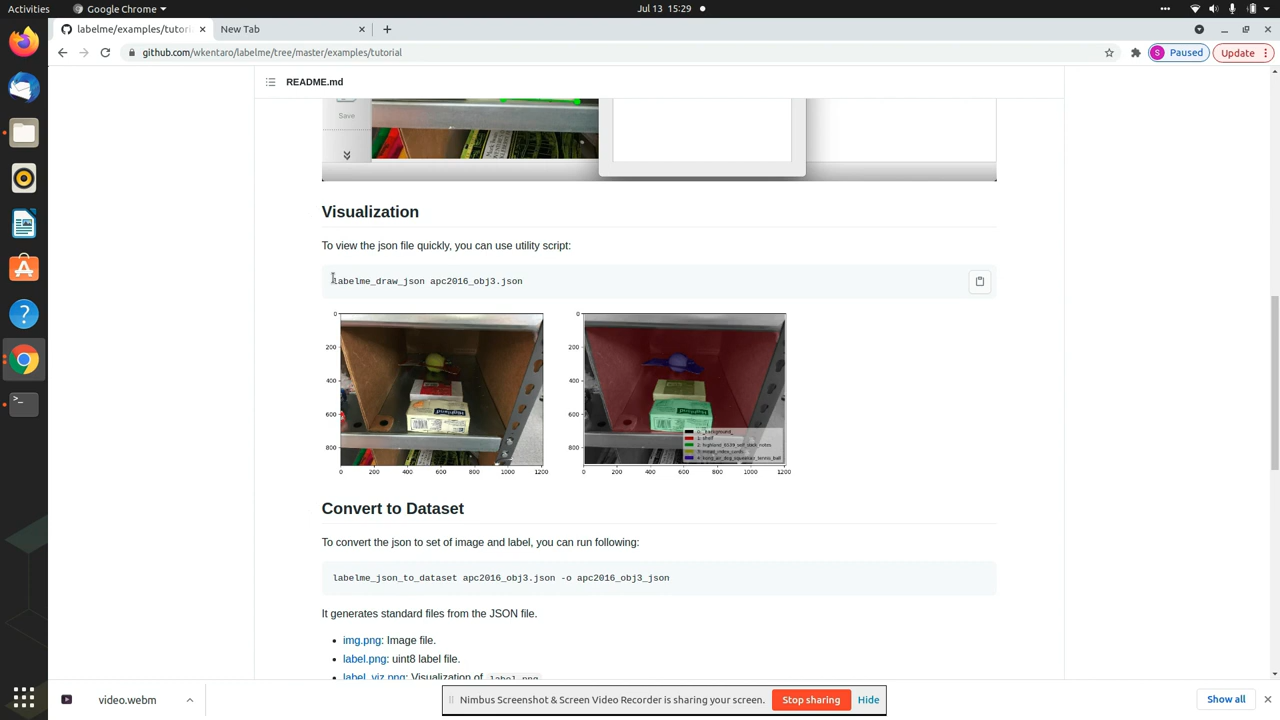 Activities
Google Chrome
Jul 13 15:29
labelme/examples/tutori
New Tab
github.com/wkentaro/labelme/tree/master/examples/tutorial
S
Paused
Update
README.md
Save
Visualization
To view the json file quickly, you can use utility script:
labelme_draw_json apc2016_obj3.json
0
200
400
600
800
0 200 400 600 800 1000 1200
0
200
400
600
800
0 200 400 600 800 1000 1200
Convert to Dataset
To convert the json to set of image and label, you can run following:
labelme_json_to_dataset apc2016_obj3.json -o apc2016_obj3_json
It generates standard files from the JSON file.
img.png: Image file.
label.png: uint8 label file.
label_viz.png: Visualization of label.png
video.webm
Nimbus Screenshot & Screen Video Recorder is sharing your screen.
Stop sharing
Hide
Show all